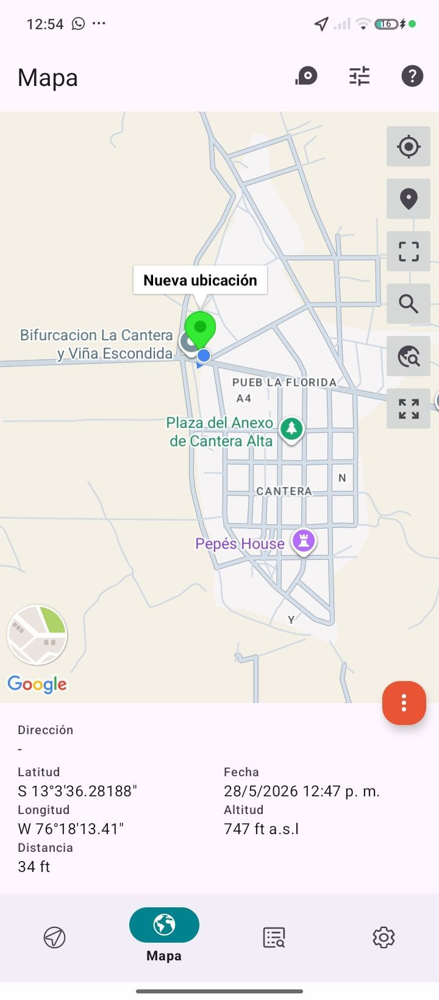 12:54
16
Mapa
Nueva ubicación
Bifurcacion La Cantera
y Viña Escondida
PUEB LA FLORIDA
A4
Plaza del Anexo
de Cantera Alta
N
CANTERA
Pepés House
Y
Google
Dirección
-
Latitud
S 13°3'36.28188"
Fecha
28/5/2026 12:47 p. m.
Longitud
W 76°18'13.41"
Altitud
747 ft a.s.l
Distancia
34 ft
Mapa